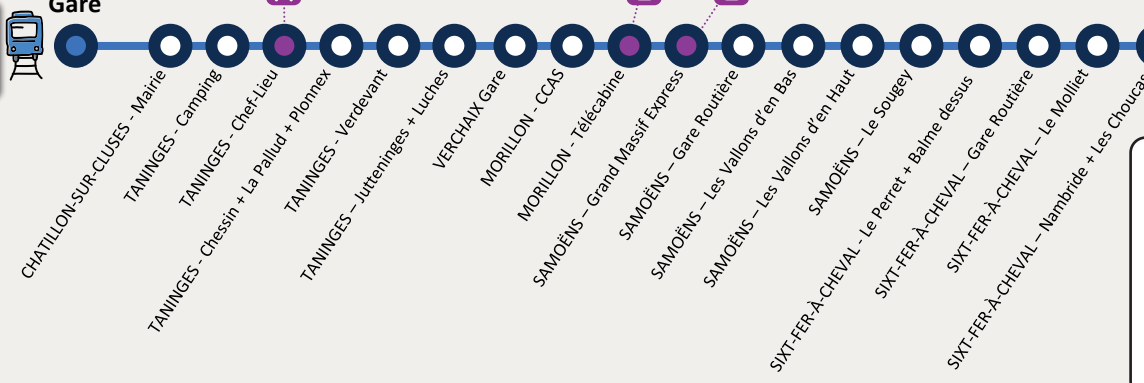 Gare
CHATILLON-SUR-CLUSES - Mairie
TANINGES - Camping
TANINGES - Chef-Lieu
TANINGES - Chessin + La Paillud + Plonnex
TANINGES - Verdevant
TANINGES – Jutteninges + Luches
VERCHAIX Gare
MORILLON - CCAS
MORILLON - Télécabine
SAMOËNS – Grand Massif Express
SAMOËNS – Gare Routière
SAMOËNS – Les Vallons d'en Bas
SAMOËNS – Les Vallons d'en Haut
SAMOËNS – Le Sougey
SIXT-FER-À-CHEVAL - Le Perret + Balme dessus
SIXT-FER-À-CHEVAL – Gare Routière
SIXT-FER-À-CHEVAL – Le Molliet
SIXT-FER-À-CHEVAL – Nambride + Les